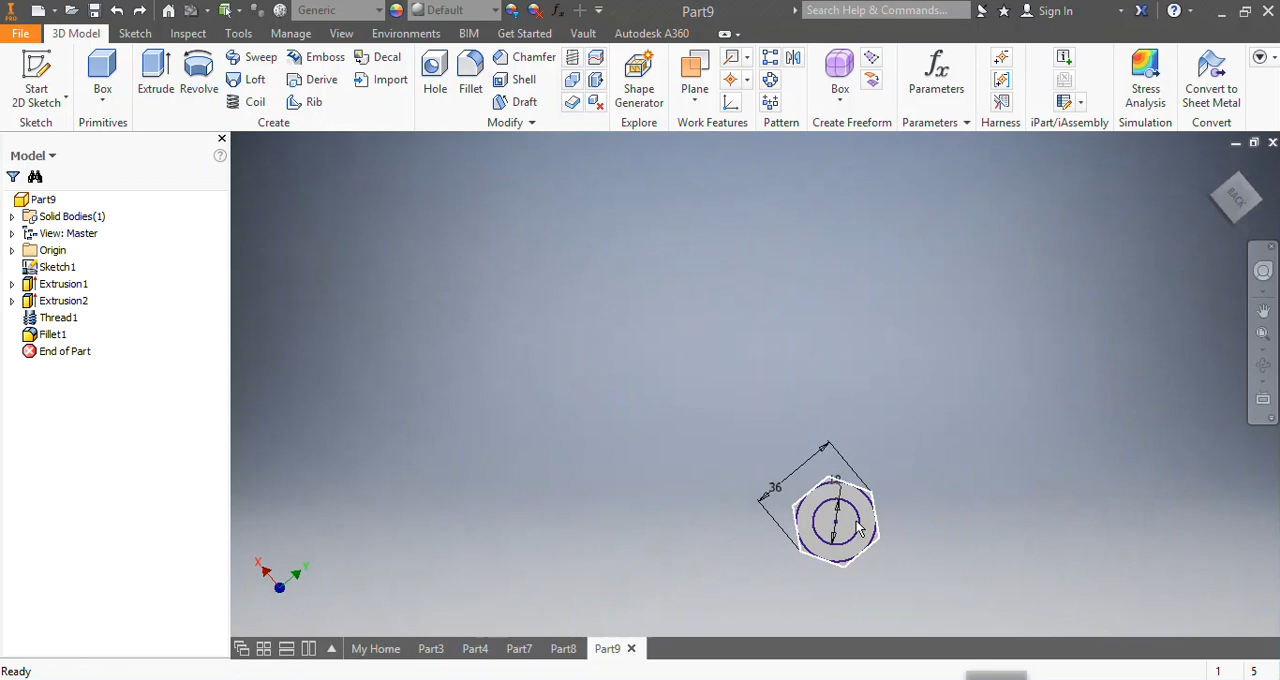 Generic
Default
Part9
Search Help & Commands...
Sign In
PRO
File
3D Model
Sketch
Inspect
Tools
Manage
View
Environments
BIM
Get Started
Vault
Autodesk A360
Start
2D Sketch
Box
Extrude
Revolve
Sweep
Loft
Coil
Emboss
Derive
Rib
Decal
Import
Hole
Fillet
Chamfer
Shell
Draft
Shape
Generator
Plane
Box
Parameters
Stress
Analysis
Convert to
Sheet Metal
Sketch
Primitives
Create
Modify
Explore
Work Features
Pattern
Create Freeform
Parameters
Harness
iPart/iAssembly
Simulation
Convert
Model
Part9
Solid Bodies(1)
View: Master
Origin
Sketch1
Extrusion1
Extrusion2
Thread1
Fillet1
End of Part
BACK
36
X
Y
My Home
Part3
Part4
Part7
Part8
Part9
Ready
1
5